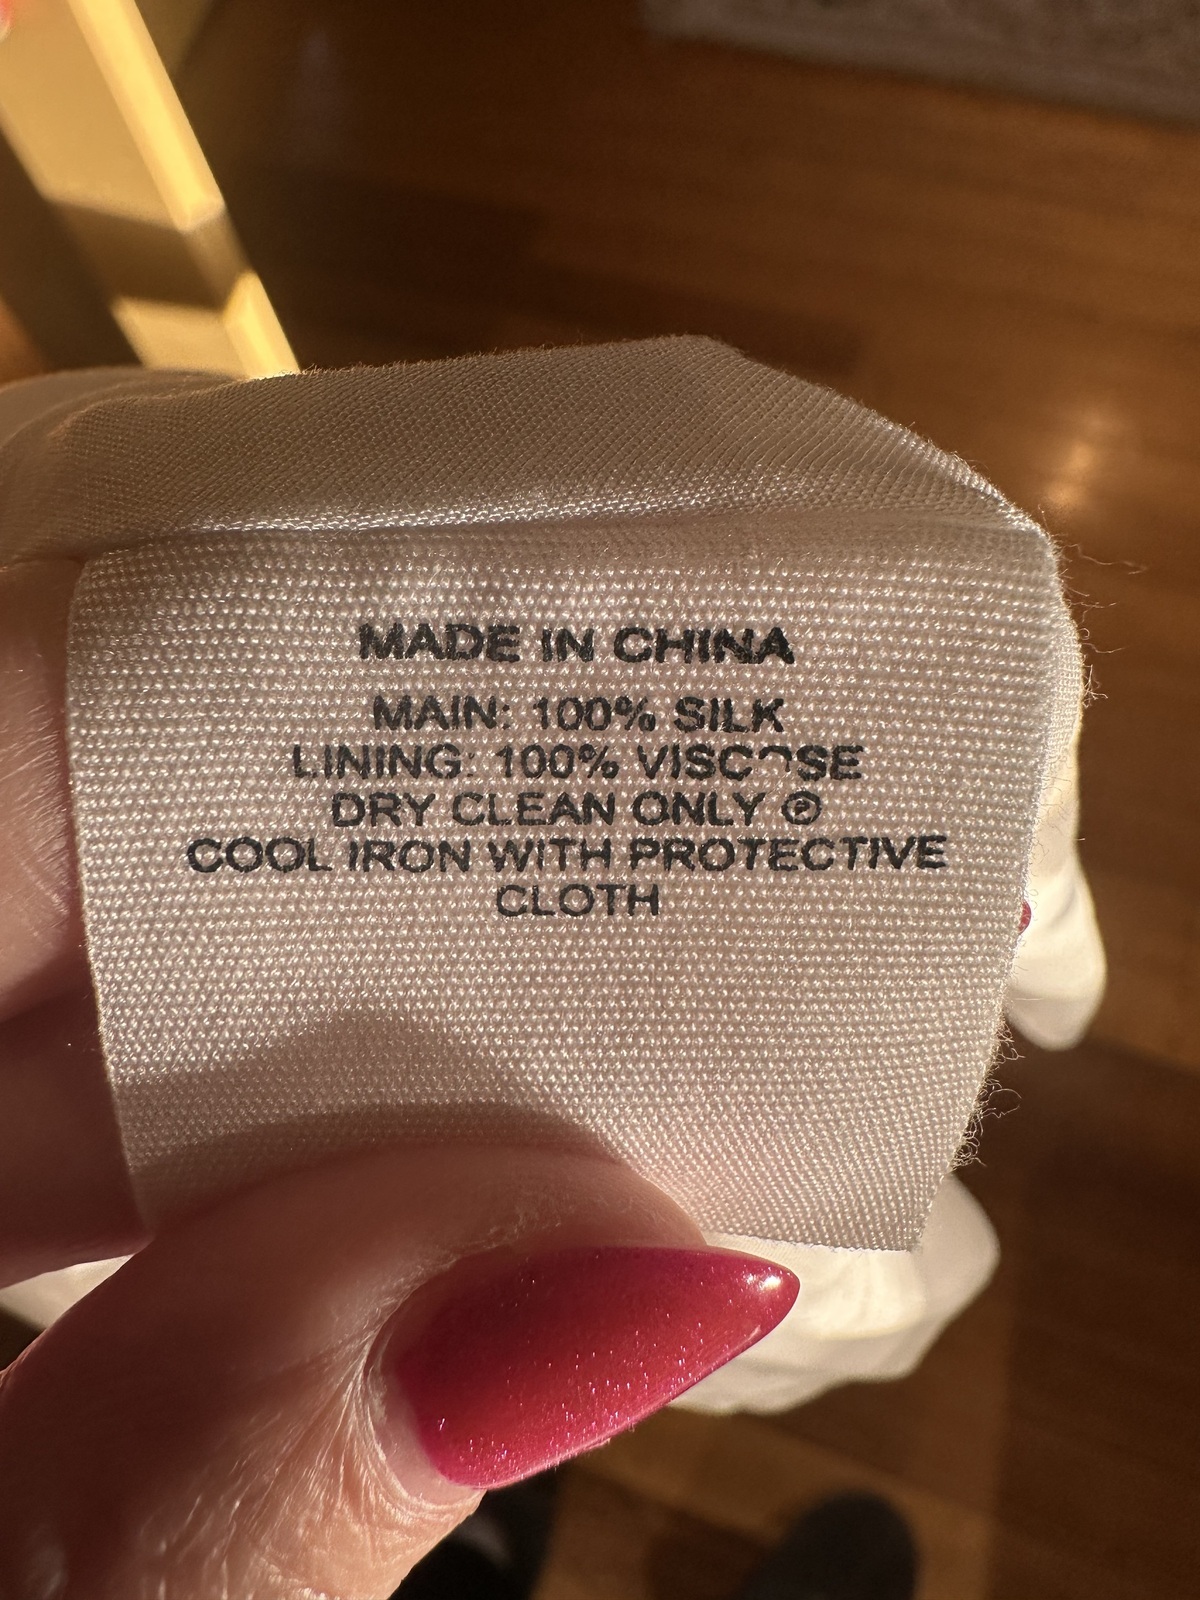 MADE IN CHINA
MAIN: 100% SILK
LINING: 100% VISCOSE
DRY CLEAN ONLY Ⓟ
COOL IRON WITH PROTECTIVE
CLOTH